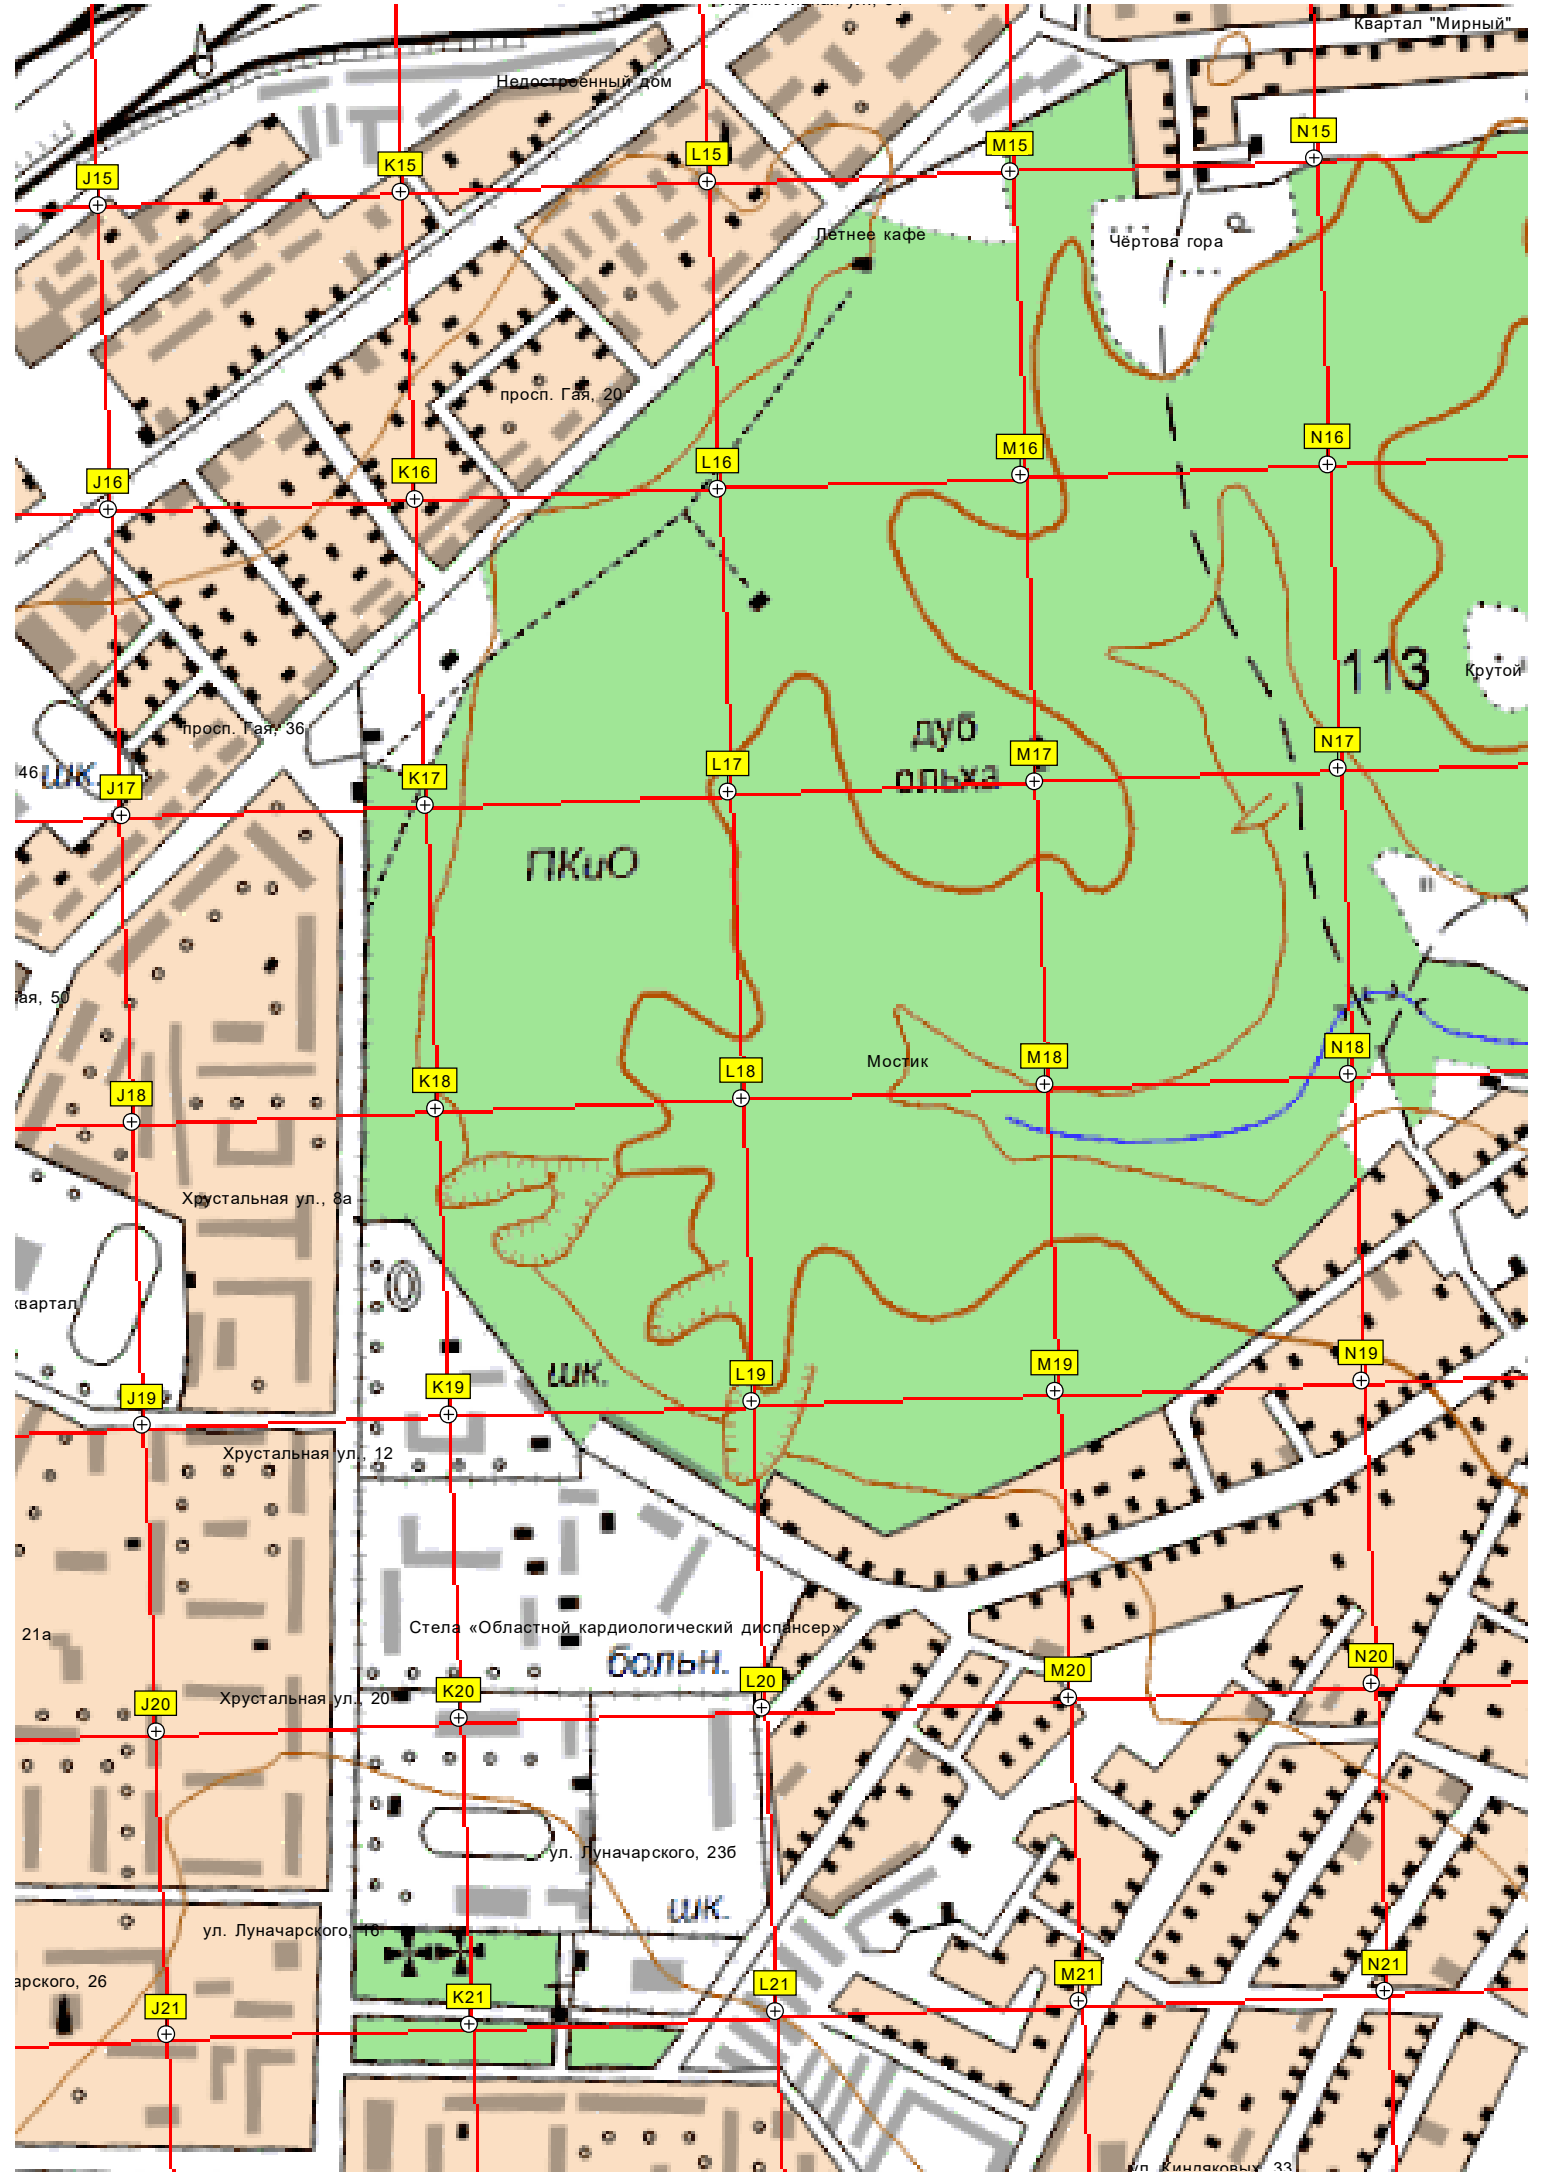 Квартал "Мирный"
Недостроенный дом
N15
M15
L15
K15
J15
Летнее кафе
Чёртова гора
просп. Гая, 20
N16
M16
L16
K16
J16
113
Крутой
просп. Гая, 36
дуб
ольха
N17
M17
L17
K17
46
шк.
J17
ПКиО
ая, 50
N18
M18
Мостик
L18
K18
J18
Хрустальная ул., 8а
квартал
N19
M19
L19
шк.
K19
J19
Хрустальная ул., 12
Стела «Областной кардиологический диспансер»
21а
больн.
N20
M20
L20
K20
J20
Хрустальная ул., 20
ул. Луначарского, 23б
шк.
ул. Луначарского, 16
арского, 26
N21
M21
L21
K21
J21
ул. Киндяковых, 33